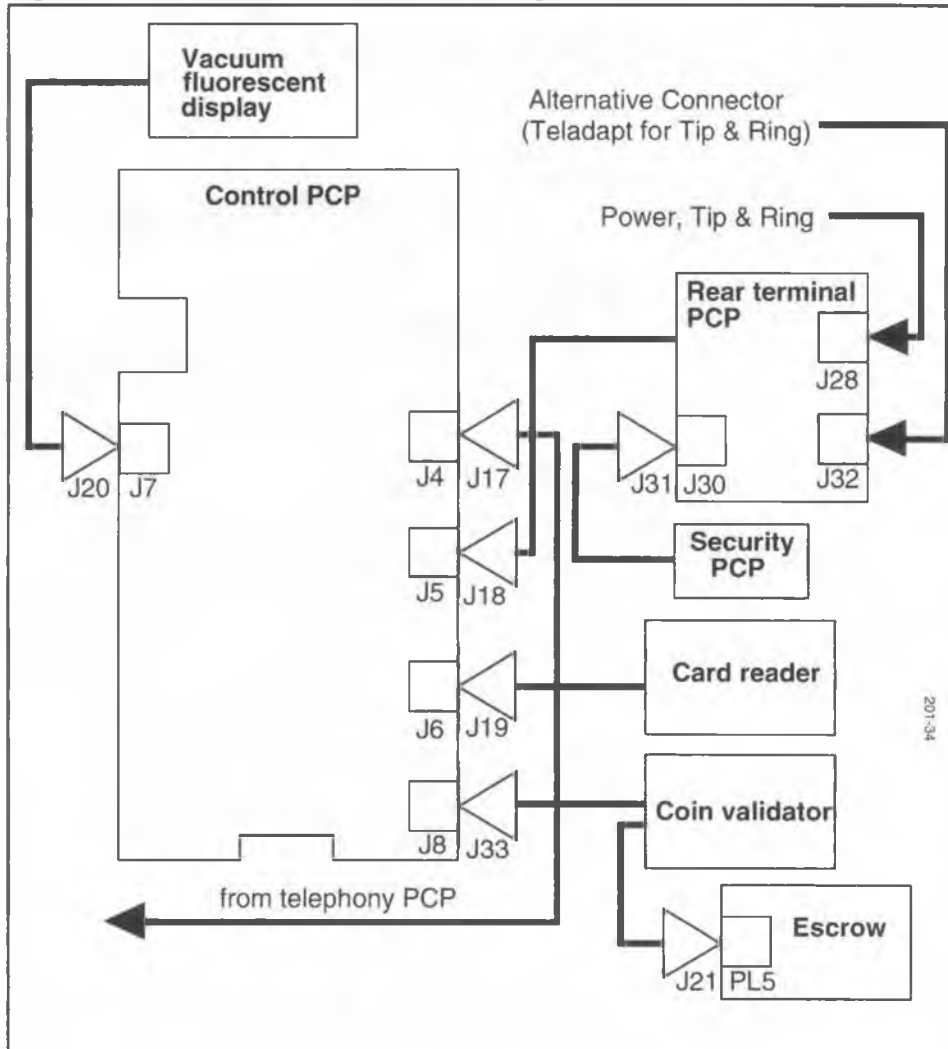 Vacuum
fluorescent
display
Alternative Connector
(Teladapt for Tip & Ring)
Control PCP
Power, Tip & Ring
Rear terminal
PCP
J28
J20
J7
J4
J17
J31
J30
J32
Security
PCP
J5
J18
Card reader
J6
J19
201-34
Coin validator
J8
J33
from telephony PCP
Escrow
J21
PL5